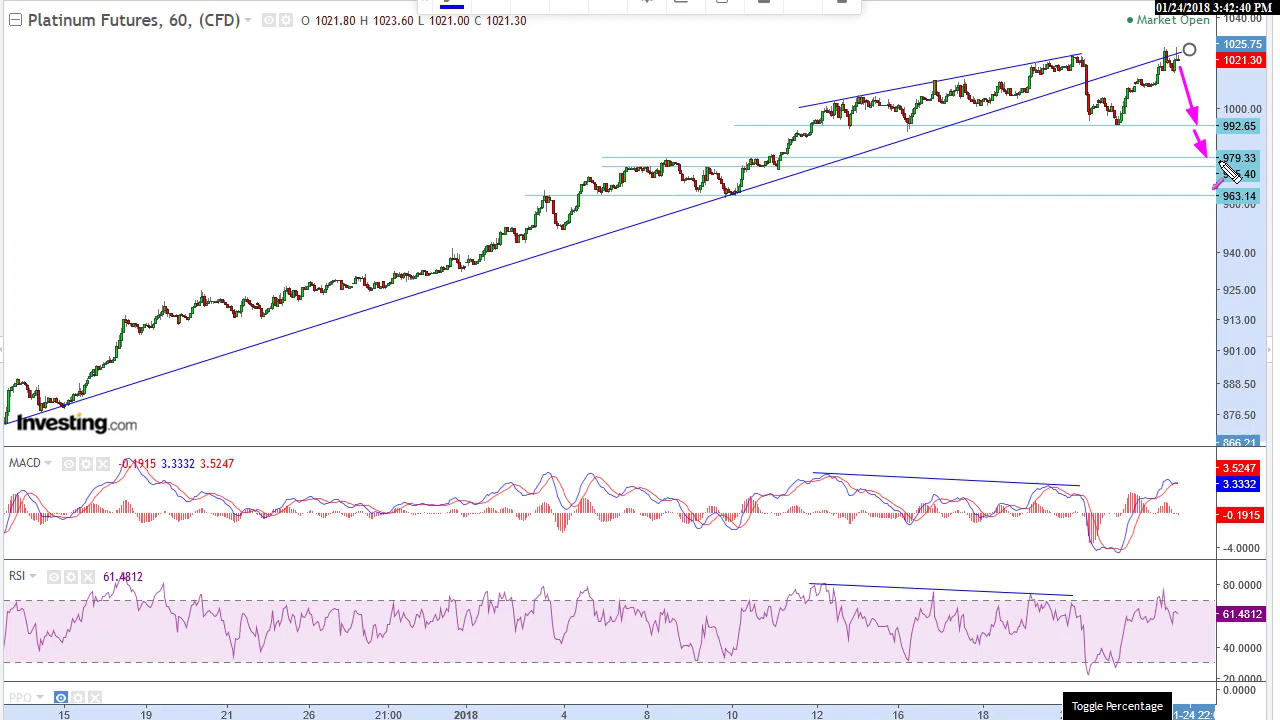 01/24/2018 3:42:40 PM
Platinum Futures, 60, (CFD) O 1021.80 H 1023.60 L 1021.00 C 1021.30
Market Open
1040.00
1025.75
1021.30
1000.00
992.65
979.33
963.14
960.00
940.00
925.00
913.00
901.00
888.50
876.50
866.21
Investing.com
MACD -0.1915 3.3332 3.5247
3.5247
3.3332
-0.1915
-4.0000
RSI 61.4812
80.0000
61.4812
40.0000
20.0000
PPO
0.0000
Toggle Percentage
15 19 21 26 21:00 2018 4 8 10 12 16 18